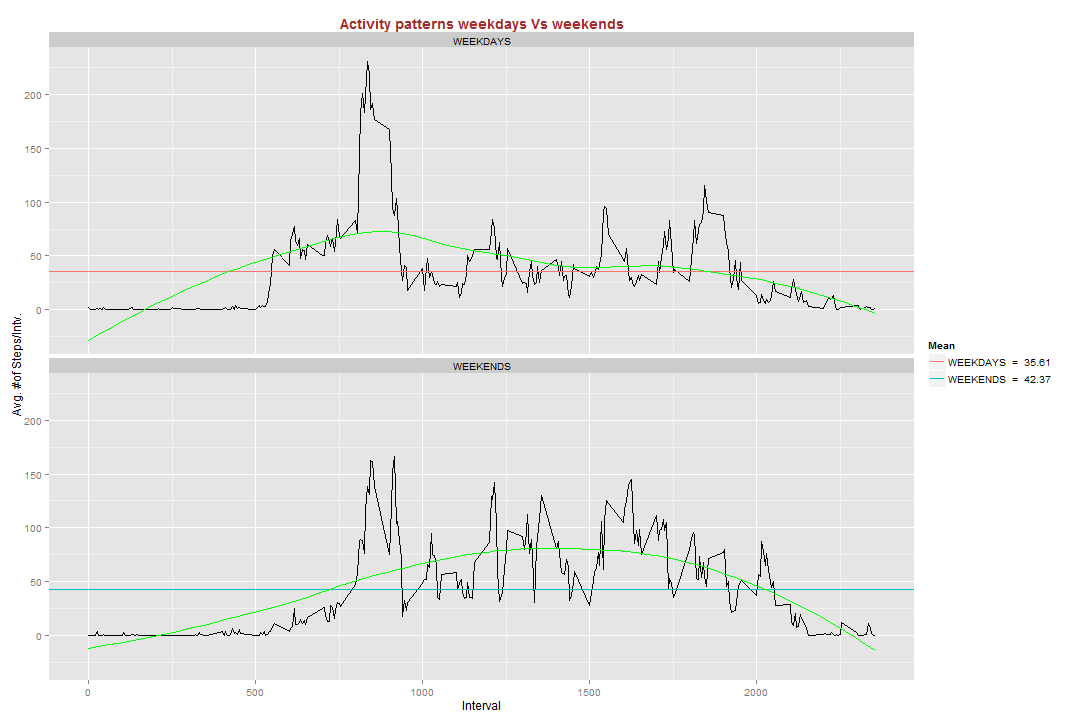 Activity patterns weekdays Vs weekends
WEEKDAYS
200
150
100
50
0
WEEKENDS
200
150
100
50
0
Avg. #of Steps/Intv.
0 500 1000 1500 2000
Interval
Mean
WEEKDAYS = 35.61
WEEKENDS = 42.37